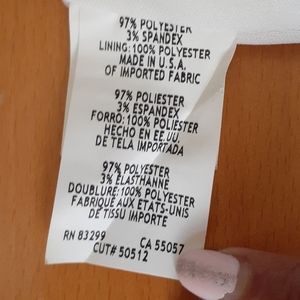 97% POLYESTER
3% SPANDEX
LINING: 100% POLYESTER
MADE IN U.S.A.
OF IMPORTED FABRIC
97% POLIESTER
3% ESPANDEX
FORRO: 100% POLIESTER
HECHO EN EE.UU.
DE TELA IMPORTADA
97% POLYESTER
3% ELASTHANNE
DOUBLURE: 100% POLYESTER
FABRIQUE AUX ETATS-UNIS
DE TISSU IMPORTE
RN 83299 CA 55057
CUT# 50512